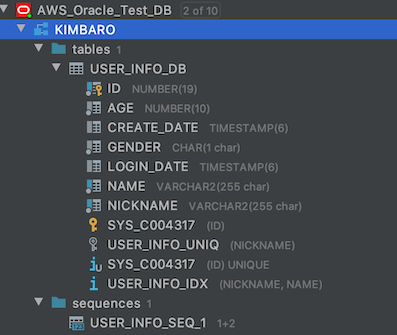 AWS_Oracle_Test_DB 2 of 10
KIMBARO
tables 1
USER_INFO_DB
ID NUMBER(19)
AGE NUMBER(10)
CREATE_DATE TIMESTAMP(6)
GENDER CHAR(1 char)
LOGIN_DATE TIMESTAMP(6)
NAME VARCHAR2(255 char)
NICKNAME VARCHAR2(255 char)
SYS_C004317 (ID)
USER_INFO_UNIQ (NICKNAME)
SYS_C004317 (ID) UNIQUE
USER_INFO_IDX (NICKNAME, NAME)
sequences 1
USER_INFO_SEQ_1 1+2